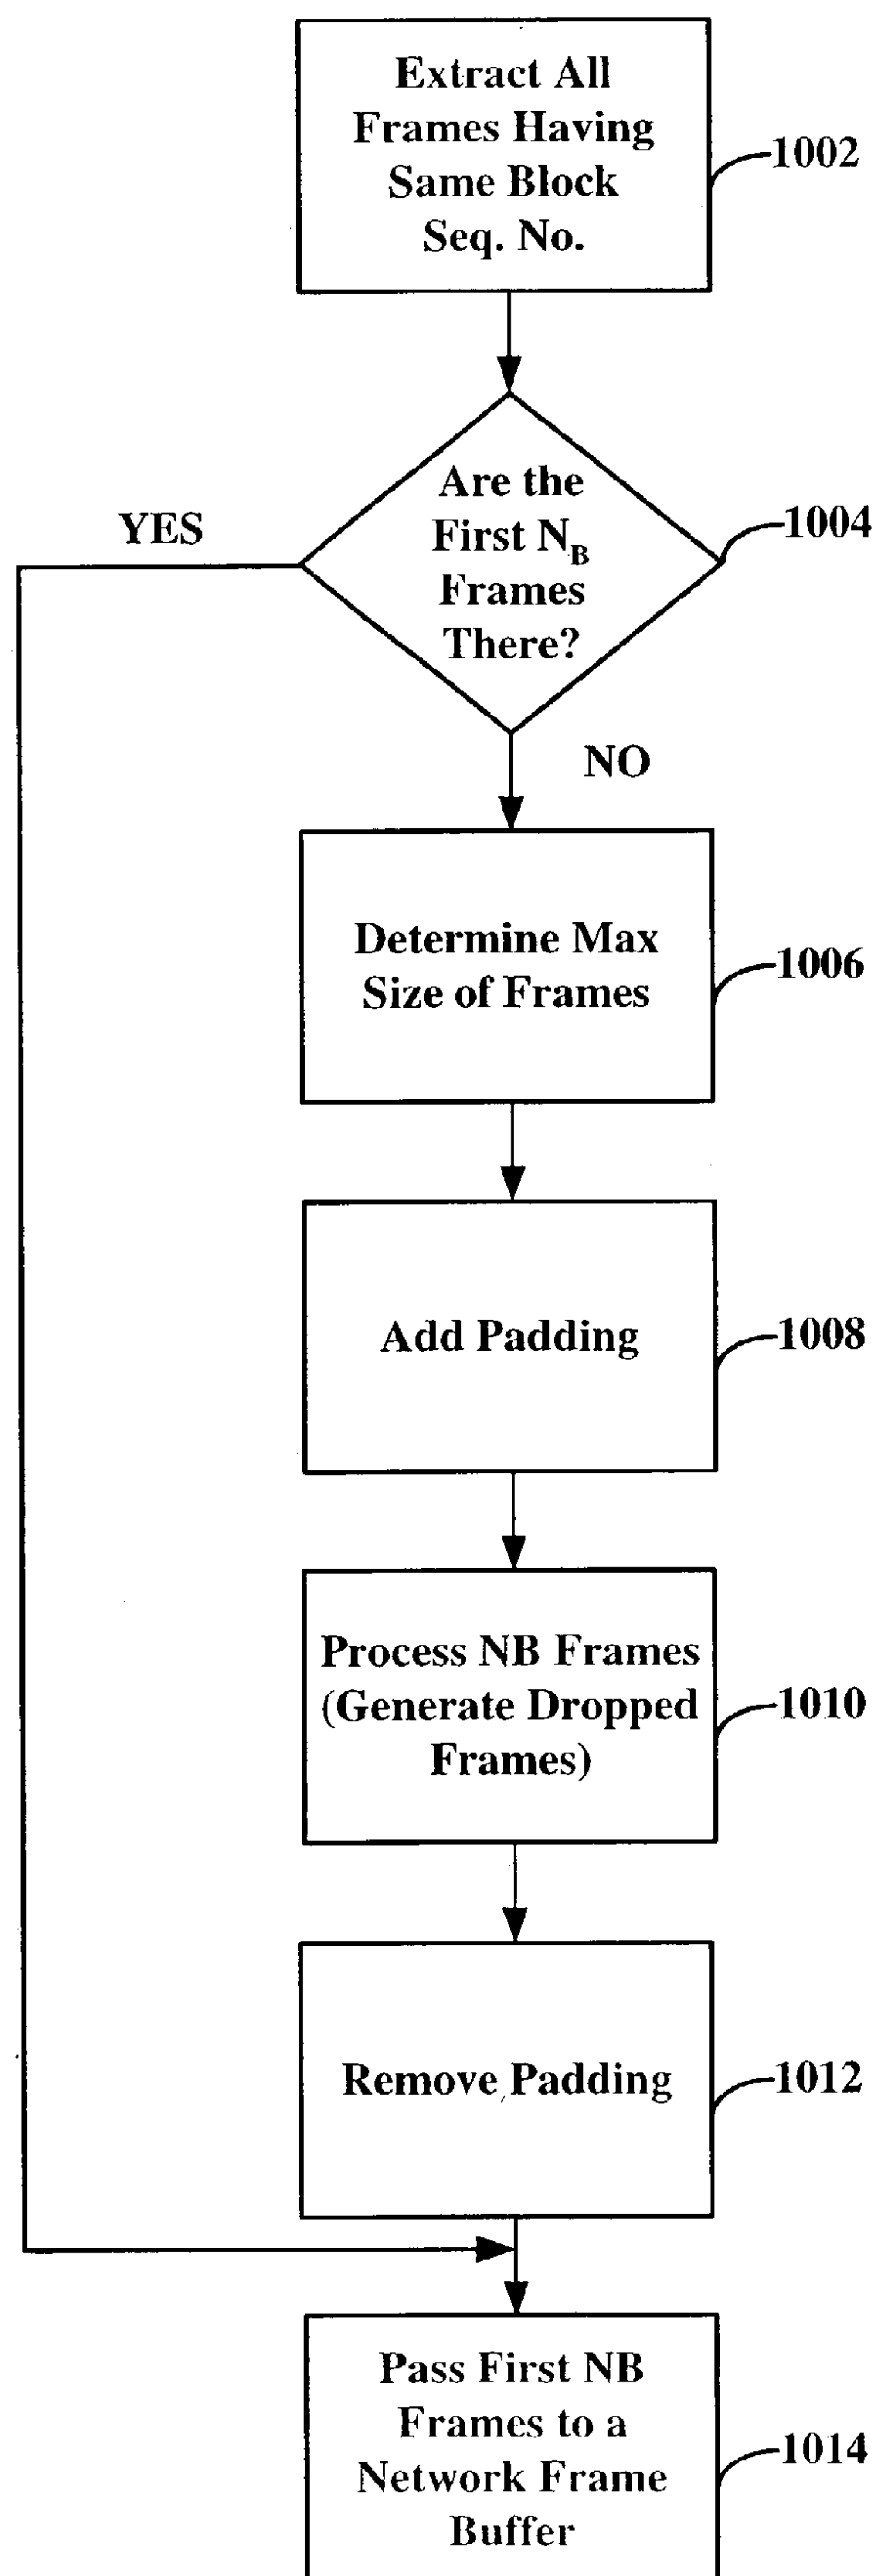 Extract All
Frames Having
Same Block
Seq. No.
1002
Are the
First NB
Frames
There?
1004
YES
NO
Determine Max
Size of Frames
1006
Add Padding
1008
Process NB Frames
(Generate Dropped
Frames)
1010
Remove Padding
1012
Pass First NB
Frames to a
Network Frame
Buffer
1014